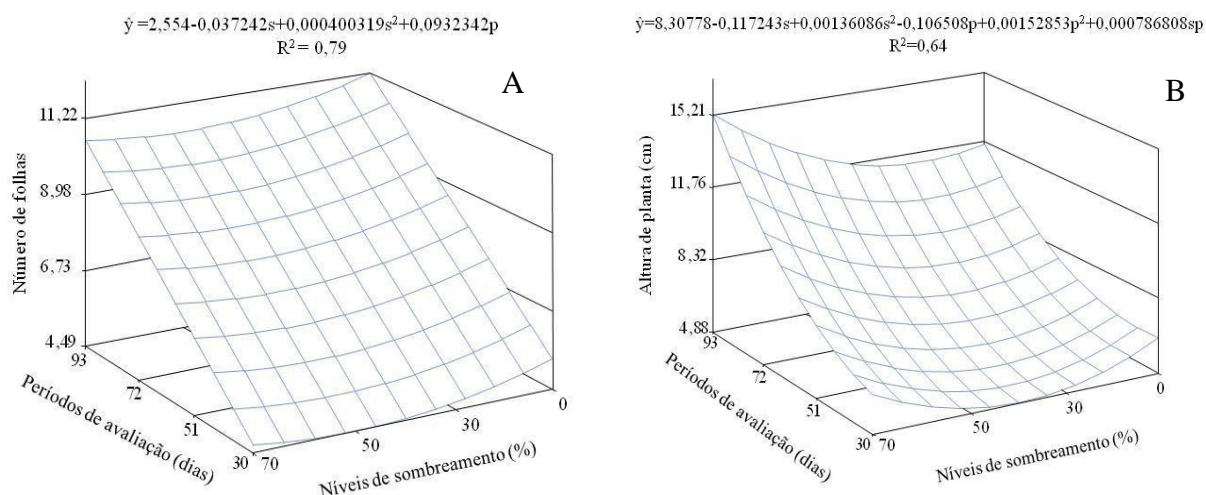 ŷ =2,554-0,037242s+0,000400319s²+0,0932342p
R² = 0,79
A
Número de folhas
11,22
8,98
6,73
4,49
93
72
51
30
Períodos de avaliação (dias)
70
50
30
0
Níveis de sombreamento (%)
ŷ=8,30778-0,117243s+0,00136086s²-0,106508p+0,00152853p²+0,000786808sp
R²=0,64
B
Altura de planta (cm)
15,21
11,76
8,32
4,88
93
72
51
30
Períodos de avaliação (dias)
70
50
30
0
Níveis de sombreamento (%)